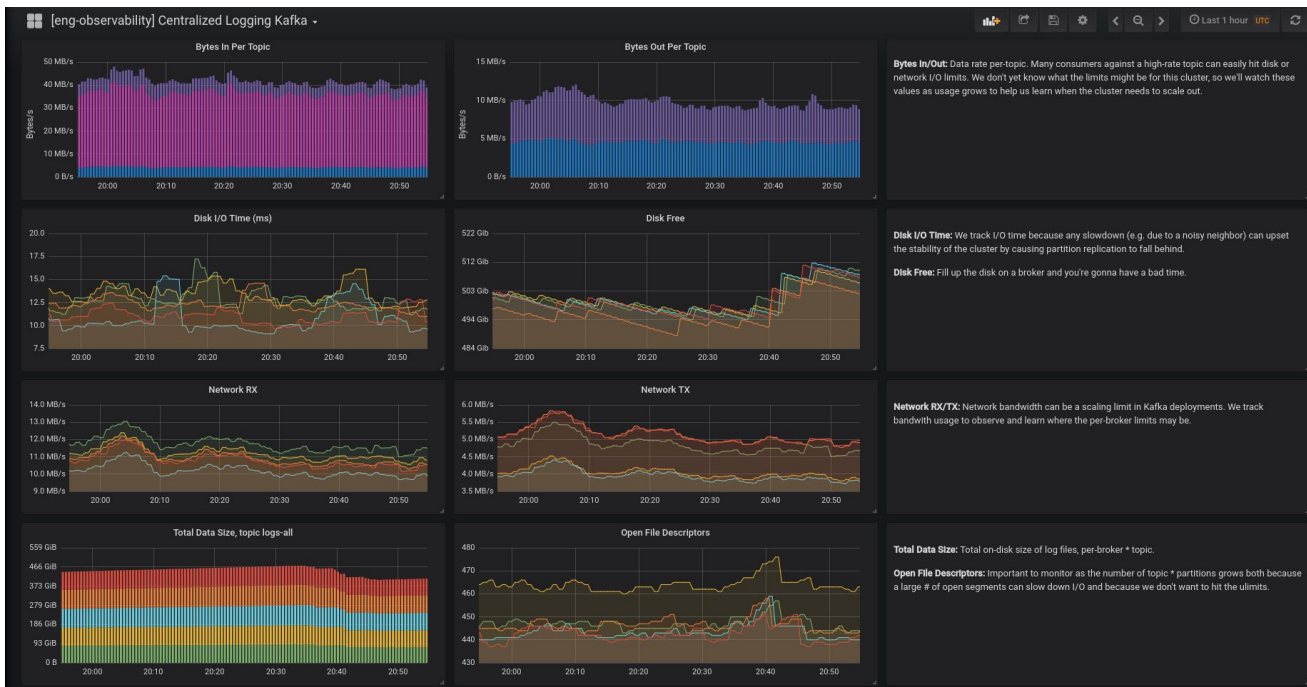 [eng-observability] Centralized Logging Kafka
Last 1 hour UTC
Bytes In Per Topic
Bytes/s
50 MB/s
40 MB/s
30 MB/s
20 MB/s
10 MB/s
0 B/s
20:00 20:10 20:20 20:30 20:40 20:50
Bytes Out Per Topic
Bytes/s
15 MB/s
10 MB/s
5 MB/s
0 B/s
20:00 20:10 20:20 20:30 20:40 20:50
Bytes In/Out: Data rate per-topic. Many consumers against a high-rate topic can easily hit disk or
network I/O limits. We don't yet know what the limits might be for this cluster, so we'll watch these
values as usage grows to help us learn when the cluster needs to scale out.
Disk I/O Time (ms)
20.0
17.5
15.0
12.5
10.0
7.5
20:00 20:10 20:20 20:30 20:40 20:50
Disk Free
522 Gib
512 Gib
503 Gib
494 Gib
484 Gib
20:00 20:10 20:20 20:30 20:40 20:50
Disk I/O Time: We track I/O time because any slowdown (e.g. due to a noisy neighbor) can upset
the stability of the cluster by causing partition replication to fall behind.
Disk Free: Fill up the disk on a broker and you're gonna have a bad time.
Network RX
14.0 MB/s
13.0 MB/s
12.0 MB/s
11.0 MB/s
10.0 MB/s
9.0 MB/s
20:00 20:10 20:20 20:30 20:40 20:50
Network TX
6.0 MB/s
5.5 MB/s
5.0 MB/s
4.5 MB/s
4.0 MB/s
3.5 MB/s
20:00 20:10 20:20 20:30 20:40 20:50
Network RX/TX: Network bandwidth can be a scaling limit in Kafka deployments. We track
bandwith usage to observe and learn where the per-broker limits may be.
Total Data Size, topic logs-all
559 GiB
466 GiB
373 GiB
279 GiB
186 GiB
93 GiB
0 B
20:00 20:10 20:20 20:30 20:40 20:50
Open File Descriptors
480
470
460
450
440
430
20:00 20:10 20:20 20:30 20:40 20:50
Total Data Size: Total on-disk size of log files, per-broker * topic.
Open File Descriptors: Important to monitor as the number of topic * partitions grows both because
a large # of open segments can slow down I/O and because we don't want to hit the ulimits.